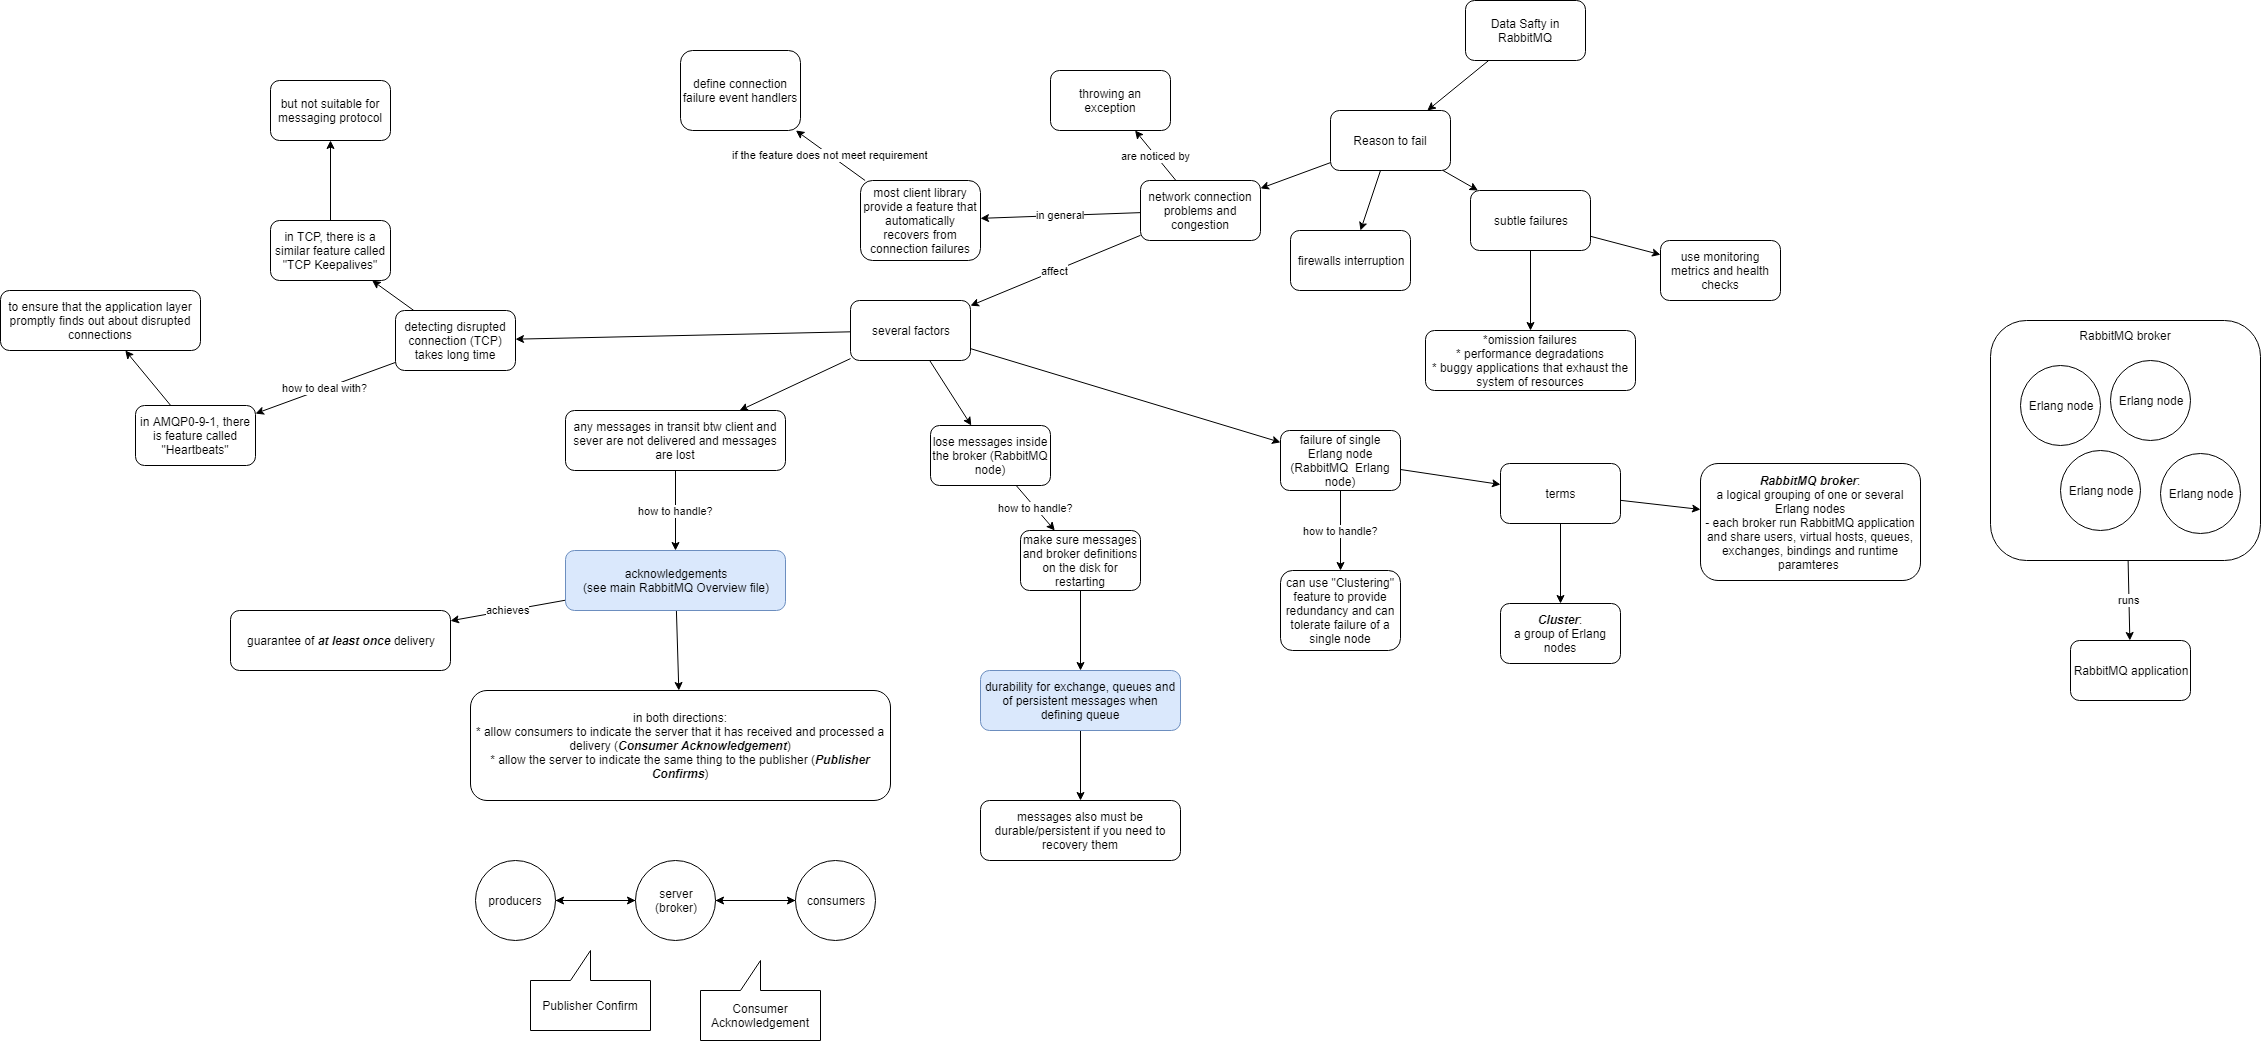 Data Safty in
RabbitMQ
define connection
failure event handlers
throwing an
exception
but not suitable for
messaging protocol
Reason to fail
if the feature does not meet requirement
are noticed by
most client library
provide a feature that
automatically
recovers from
connection failures
in general
network connection
problems and
congestion
subtle failures
in TCP, there is a
similar feature called
"TCP Keepalives"
firewalls interruption
use monitoring
metrics and health
checks
affect
to ensure that the application layer
promptly finds out about disrupted
connections
detecting disrupted
connection (TCP)
takes long time
several factors
*omission failures
* performance degradations
* buggy applications that exhaust the
system of resources
RabbitMQ broker
Erlang node
Erlang node
Erlang node
Erlang node
how to deal with?
in AMQP0-9-1, there
is feature called
"Heartbeats"
any messages in transit btw client and
sever are not delivered and messages
are lost
lose messages inside
the broker (RabbitMQ
node)
failure of single
Erlang node
(RabbitMQ Erlang
node)
terms
RabbitMQ broker:
a logical grouping of one or several
Erlang nodes
- each broker run RabbitMQ application
and share users, virtual hosts, queues,
exchanges, bindings and runtime
paramteres
how to handle?
how to handle?
how to handle?
acknowledgements
(see main RabbitMQ Overview file)
make sure messages
and broker definitions
on the disk for
restarting
can use "Clustering"
feature to provide
redundancy and can
tolerate failure of a
single node
Cluster:
a group of Erlang
nodes
runs
RabbitMQ application
achieves
guarantee of at least once delivery
durability for exchange, queues and
of persistent messages when
defining queue
in both directions:
* allow consumers to indicate the server that it has received and processed a
delivery (Consumer Acknowledgement)
* allow the server to indicate the same thing to the publisher (Publisher
Confirms)
messages also must be
durable/persistent if you need to
recovery them
producers
server
(broker)
consumers
Publisher Confirm
Consumer
Acknowledgement